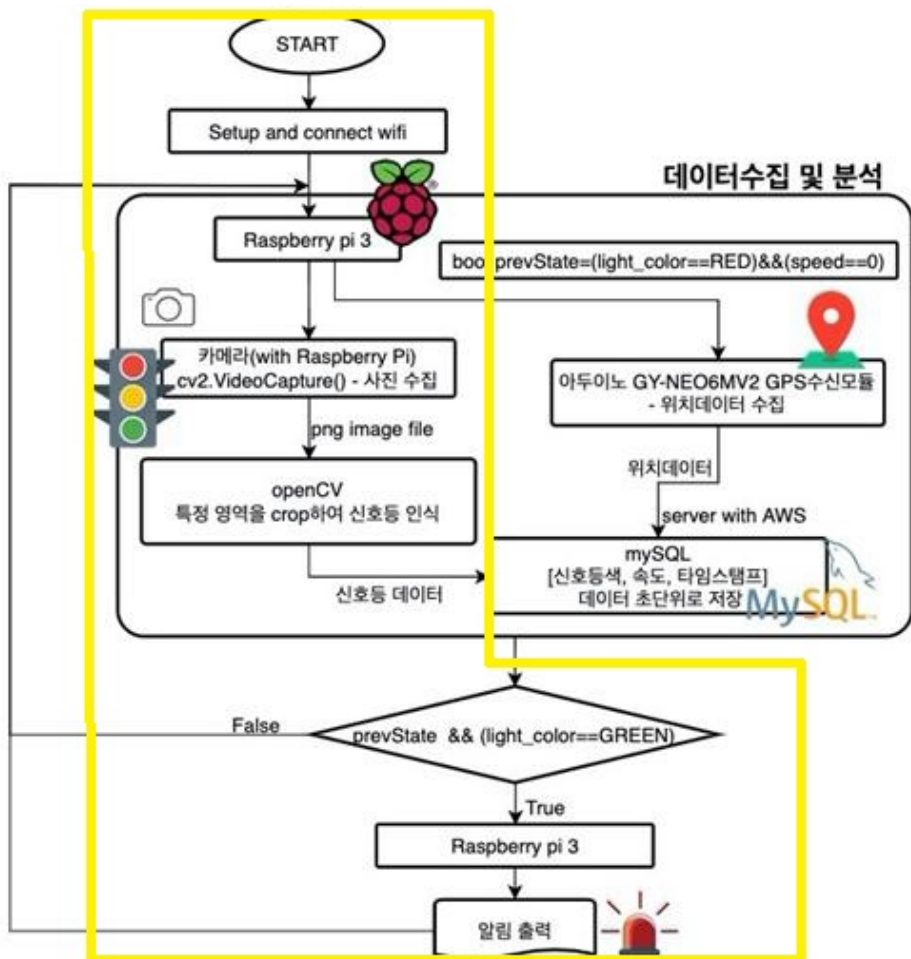 START
Setup and connect wifi
데이터수집 및 분석
Raspberry pi 3
boo prevState=(light_color==RED)&&(speed==0)
카메라(with Raspberry Pi)
cv2.VideoCapture() - 사진 수집
아두이노 GY-NEO6MV2 GPS수신모듈
- 위치데이터 수집
png image file
위치데이터
openCV
특정 영역을 crop하여 신호등 인식
server with AWS
mySQL
[신호등색, 속도, 타임스탬프]
데이터 초단위로 저장
MySQL
신호등 데이터
False
prevState && (light_color==GREEN)
True
Raspberry pi 3
알림 출력